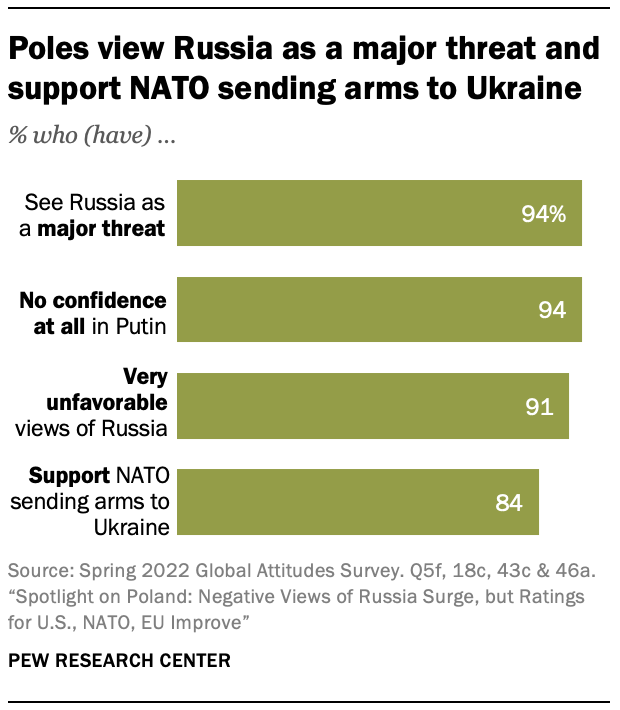 Poles view Russia as a major threat and
support NATO sending arms to Ukraine
% who (have) ...
See Russia as
a major threat
94%
No confidence
at all in Putin
94
Very
unfavorable
views of Russia
91
Support NATO
sending arms to
Ukraine
84
Source: Spring 2022 Global Attitudes Survey. Q5f, 18c, 43c & 46a.
“Spotlight on Poland: Negative Views of Russia Surge, but Ratings
for U.S., NATO, EU Improve”
PEW RESEARCH CENTER